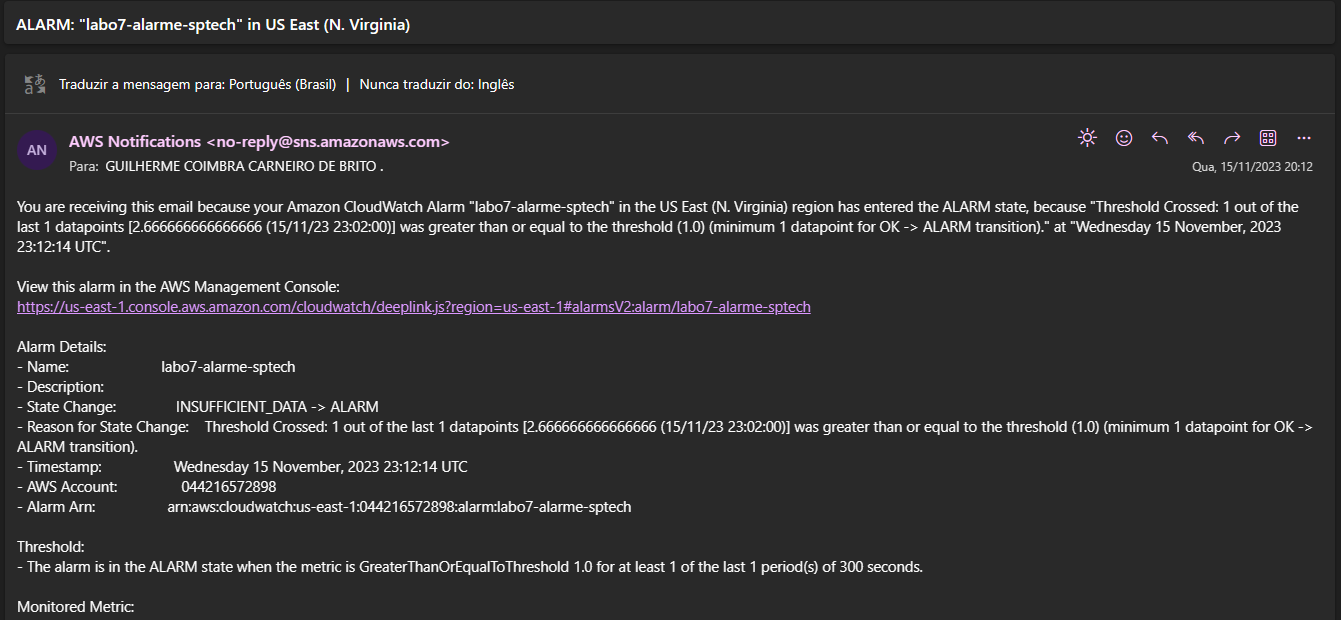 ALARM: "labo7-alarme-sptech" in US East (N. Virginia)
Traduzir a mensagem para: Português (Brasil) | Nunca traduzir do: Inglês
AN
AWS Notifications <no-reply@sns.amazonaws.com>
Para: GUILHERME COIMBRA CARNEIRO DE BRITO .
Qua, 15/11/2023 20:12
You are receiving this email because your Amazon CloudWatch Alarm "labo7-alarme-sptech" in the US East (N. Virginia) region has entered the ALARM state, because "Threshold Crossed: 1 out of the
last 1 datapoints [2.666666666666666 (15/11/23 23:02:00)] was greater than or equal to the threshold (1.0) (minimum 1 datapoint for OK -> ALARM transition)." at "Wednesday 15 November, 2023
23:12:14 UTC".
View this alarm in the AWS Management Console:
https://us-east-1.console.aws.amazon.com/cloudwatch/deeplink.js?region=us-east-1#alarmsV2:alarm/labo7-alarme-sptech
Alarm Details:
- Name: labo7-alarme-sptech
- Description:
- State Change: INSUFFICIENT_DATA -> ALARM
- Reason for State Change: Threshold Crossed: 1 out of the last 1 datapoints [2.666666666666666 (15/11/23 23:02:00)] was greater than or equal to the threshold (1.0) (minimum 1 datapoint for OK ->
ALARM transition).
- Timestamp: Wednesday 15 November, 2023 23:12:14 UTC
- AWS Account: 044216572898
- Alarm Arn: arn:aws:cloudwatch:us-east-1:044216572898:alarm:labo7-alarme-sptech
Threshold:
- The alarm is in the ALARM state when the metric is GreaterThanOrEqualToThreshold 1.0 for at least 1 of the last 1 period(s) of 300 seconds.
Monitored Metric: